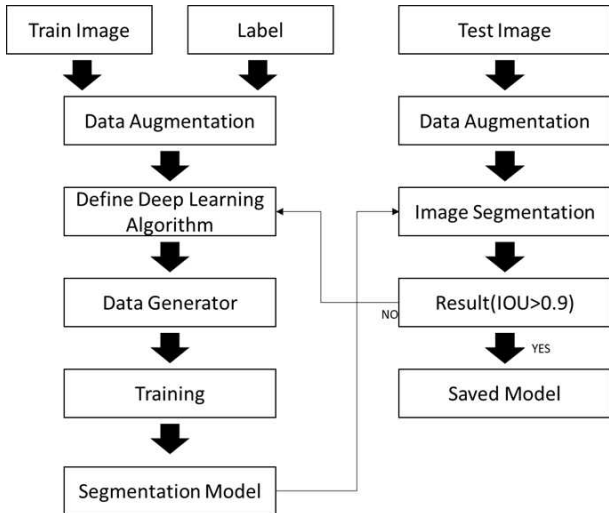 Train Image
Label
Test Image
Data Augmentation
Data Augmentation
Define Deep Learning
Algorithm
Image Segmentation
Data Generator
Result(IOU>0.9)
NO
YES
Training
Saved Model
Segmentation Model